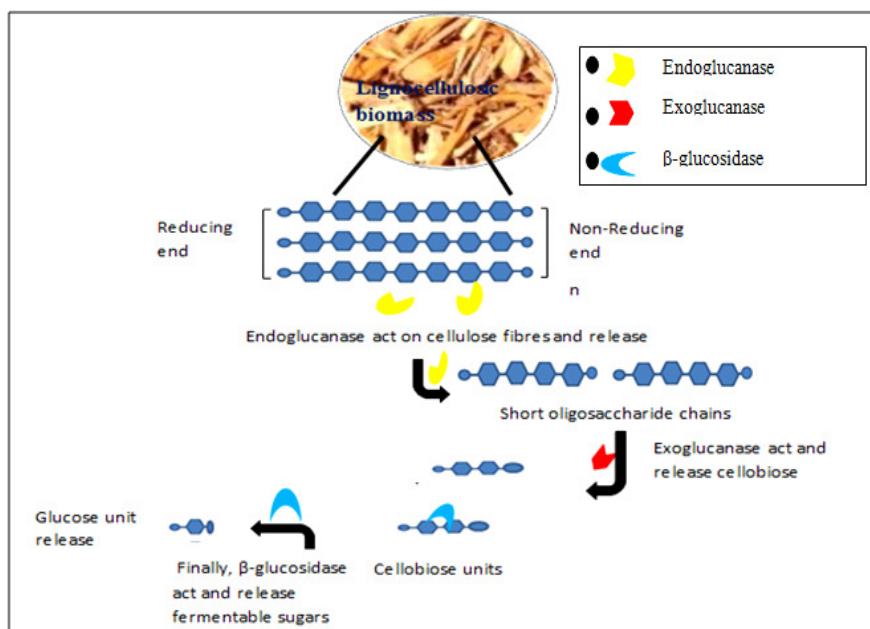 Lignocellulosic
biomass
Endoglucanase
Exoglucanase
β-glucosidase
Reducing
end
Non-Reducing
end
n
Endoglucanase act on cellulose fibres and release
Short oligosaccharide chains
Exoglucanase act and
release cellobiose
Glucose unit
release
Finally, β-glucosidase
act and release
fermentable sugars
Cellobiose units